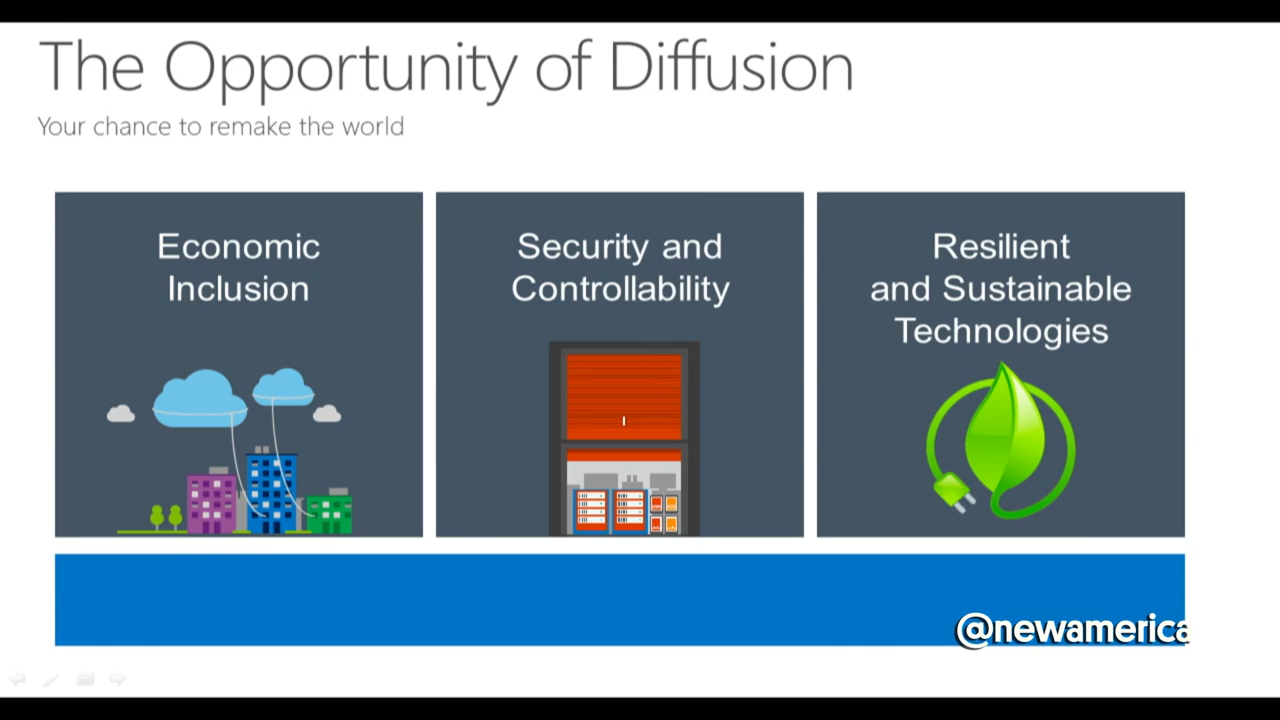 The Opportunity of Diffusion
Your chance to remake the world
Economic
Inclusion
Security and
Controllability
Resilient
and Sustainable
Technologies
@newamerica